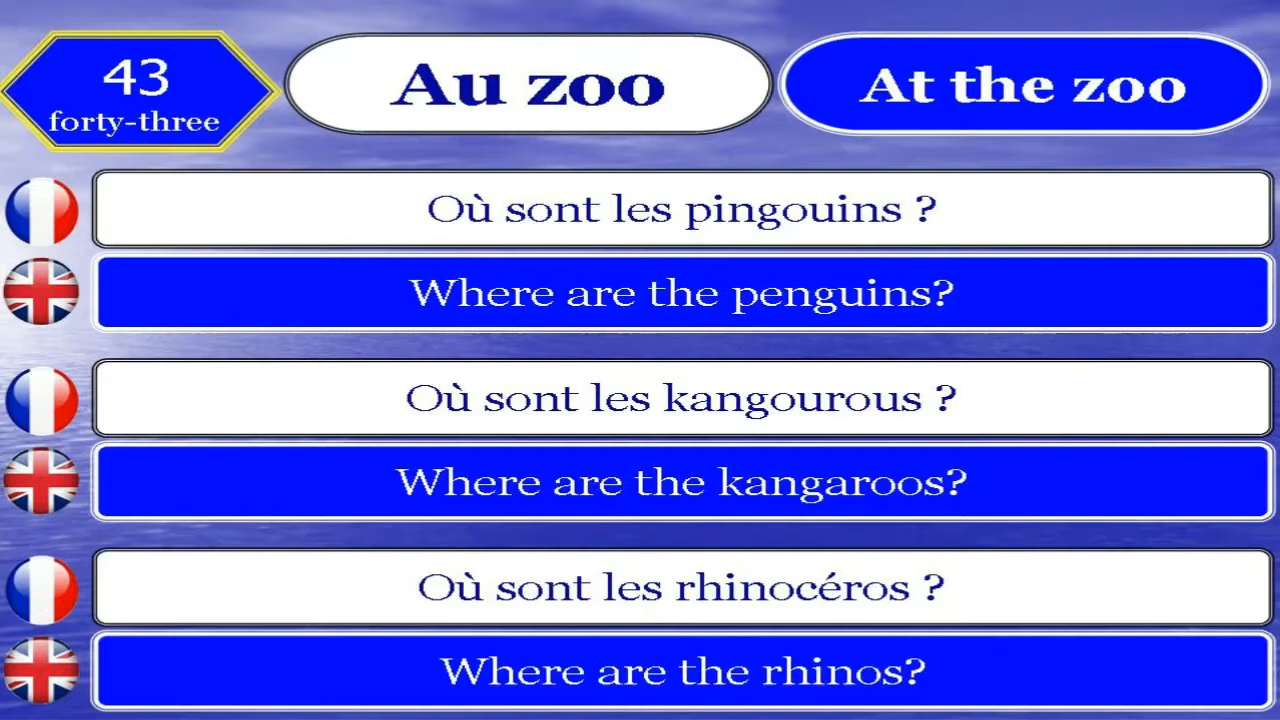 43
forty-three
Au zoo
At the zoo
Où sont les pingouins ?
Where are the penguins?
Où sont les kangourous ?
Where are the kangaroos?
Où sont les rhinocéros ?
Where are the rhinos?